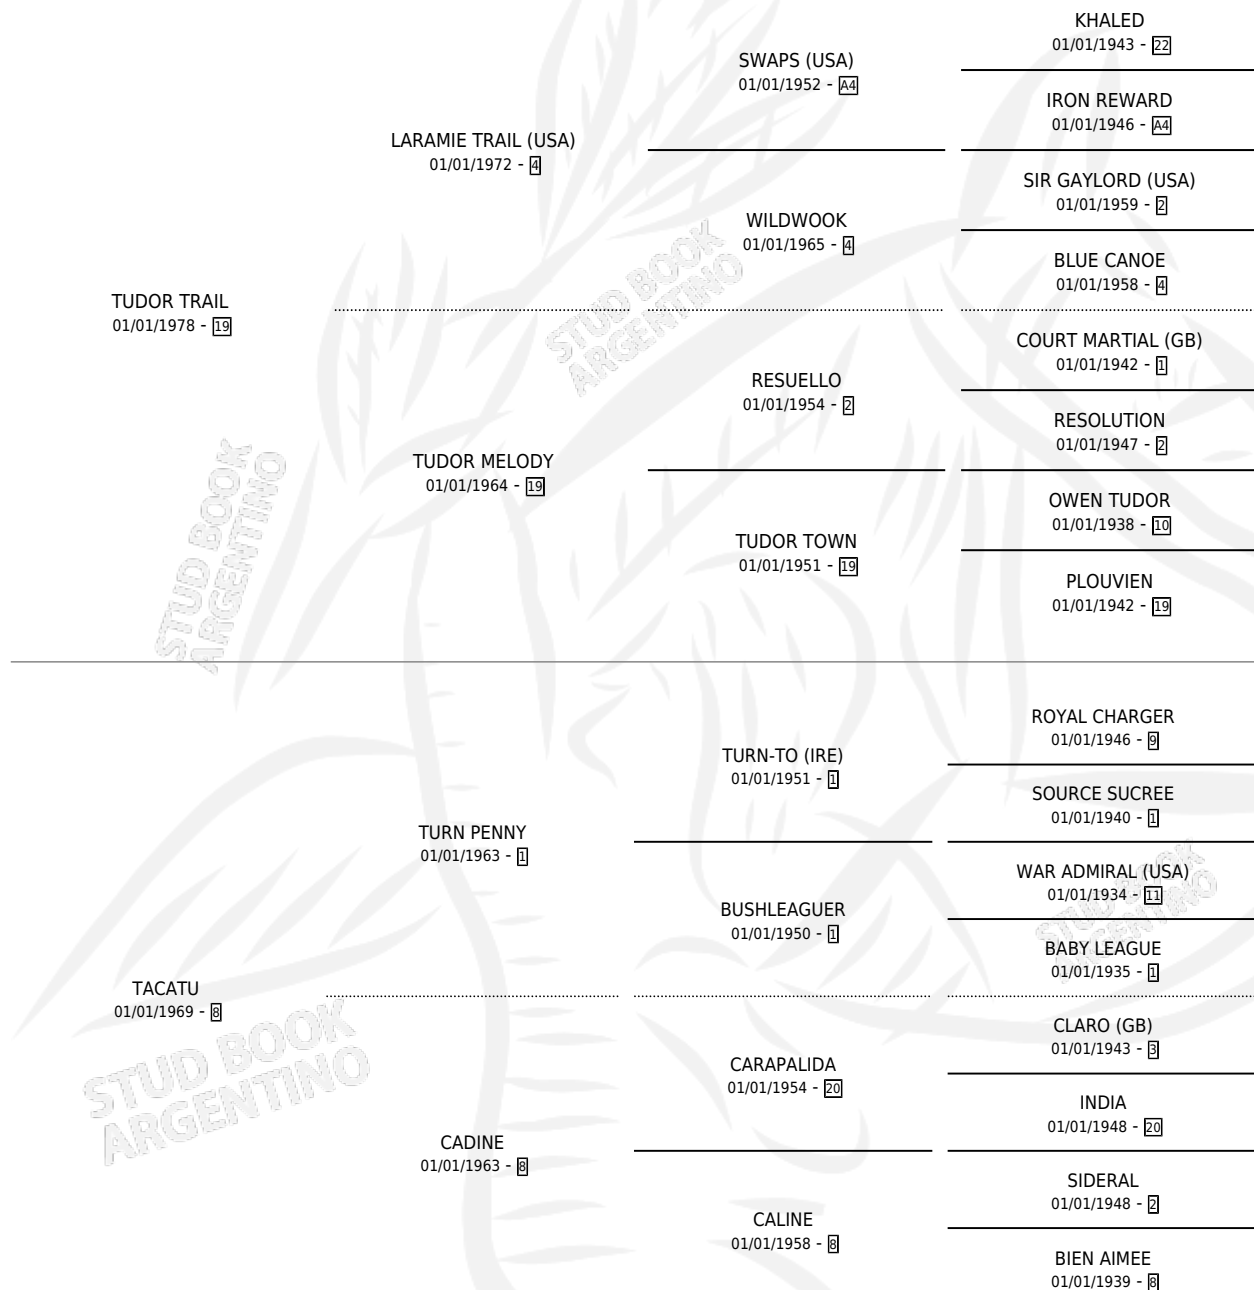 KHALED
01/01/1943 - 22
SWAPS (USA)
01/01/1952 - A4
IRON REWARD
01/01/1946 - A4
LARAMIE TRAIL (USA)
01/01/1972 - 4
SIR GAYLORD (USA)
01/01/1959 - 2
WILDWOOK
01/01/1965 - 4
BLUE CANOE
01/01/1958 - 4
TUDOR TRAIL
01/01/1978 - 19
COURT MARTIAL (GB)
01/01/1942 - 1
RESUELLO
01/01/1954 - 2
RESOLUTION
01/01/1947 - 2
TUDOR MELODY
01/01/1964 - 19
OWEN TUDOR
01/01/1938 - 10
TUDOR TOWN
01/01/1951 - 19
PLOUVIEN
01/01/1942 - 19
ROYAL CHARGER
01/01/1946 - 9
TURN-TO (IRE)
01/01/1951 - 1
SOURCE SUCREE
01/01/1940 - 1
TURN PENNY
01/01/1963 - 1
WAR ADMIRAL (USA)
01/01/1934 - 11
BUSHLEAGUER
01/01/1950 - 1
BABY LEAGUE
01/01/1935 - 1
TACATU
01/01/1969 - 8
CLARO (GB)
01/01/1943 - 3
CARAPALIDA
01/01/1954 - 20
INDIA
01/01/1948 - 20
CADINE
01/01/1963 - 8
SIDERAL
01/01/1948 - 2
CALINE
01/01/1958 - 8
BIEN AIMEE
01/01/1939 - 8
STUD BOOK
ARGENTINO
STUD BOOK
ARGENTINO
STUD BOOK
ARGENTINO
STUD BOOK
ARGENTINO